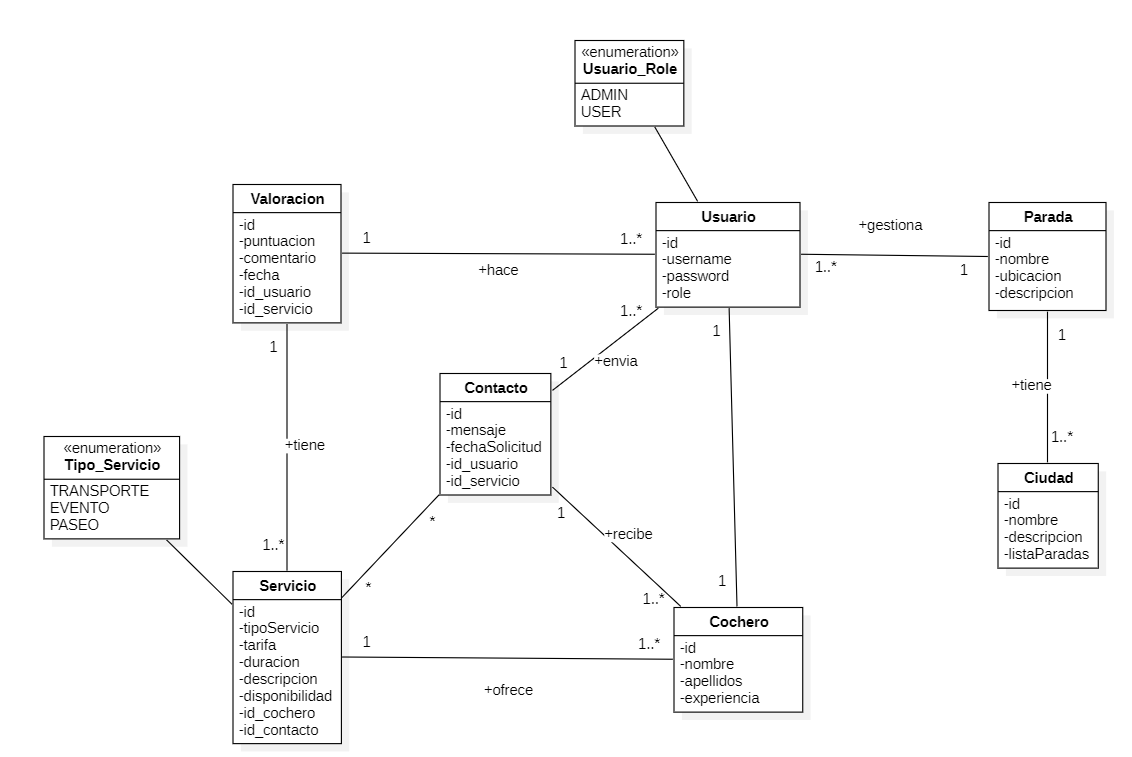 «enumeration»
Usuario_Role
ADMIN
USER
Valoracion
-id
-puntuacion
-comentario
-fecha
-id_usuario
-id_servicio
1
1..*
+hace
Usuario
-id
-username
-password
-role
+gestiona
1..*
1
Parada
-id
-nombre
-ubicacion
-descripcion
1
+tiene
1..*
Ciudad
-id
-nombre
-descripcion
-listaParadas
1..*
1
+envia
1
1
Contacto
-id
-mensaje
-fechaSolicitud
-id_usuario
-id_servicio
1
+tiene
1..*
«enumeration»
Tipo_Servicio
TRANSPORTE
EVENTO
PASEO
*
*
1
+recibe
1..*
Servicio
-id
-tipoServicio
-tarifa
-duracion
-descripcion
-disponibilidad
-id_cochero
-id_contacto
1
1..*
+ofrece
Cochero
-id
-nombre
-apellidos
-experiencia